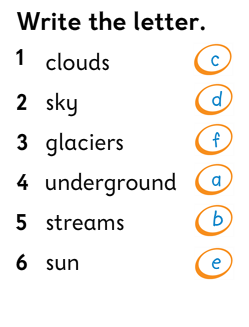 Write the letter.
1 clouds c
2 sky d
3 glaciers f
4 underground a
5 streams b
6 sun e